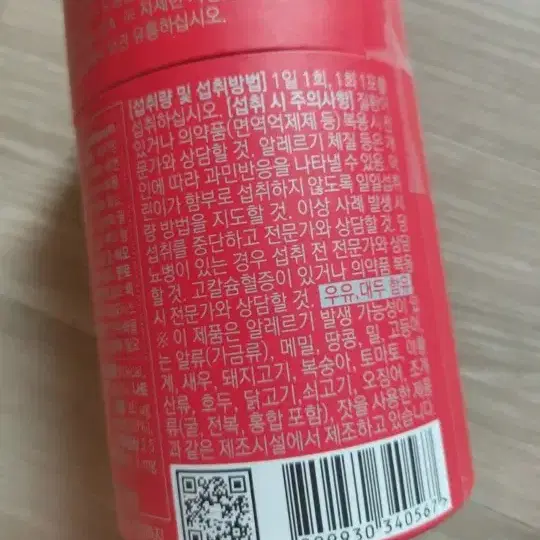 자세한
유통하십시오.
[섭취량 및 섭취방법] 1일 1회, 1회 1포를
섭취하십시오. [섭취 시 주의사항] 질환이
있거나 의약품(면역억제제 등) 복용 시 전
문가와 상담할 것. 알레르기 체질 등은 개
인에 따라 과민반응을 나타낼 수 있음. 어
린이가 함부로 섭취하지 않도록 일일섭취
량 방법을 지도할 것. 이상 사례 발생 시
섭취를 중단하고 전문가와 상담할 것. 당
뇨병이 있는 경우 섭취 전 전문가와 상담
할 것. 고칼슘혈증이 있거나 의약품 복용
시 전문가와 상담할 것. 우유, 대두 함유
※ 이 제품은 알레르기 발생 가능성이 있
는 알류(가금류), 메밀, 땅콩, 밀, 고등어,
게, 새우, 돼지고기, 복숭아, 토마토, 아황
산류, 호두, 닭고기, 쇠고기, 오징어, 조개
류(굴, 전복, 홍합 포함), 잣을 사용한 제품
과 같은 제조시설에서 제조하고 있습니다.
340567